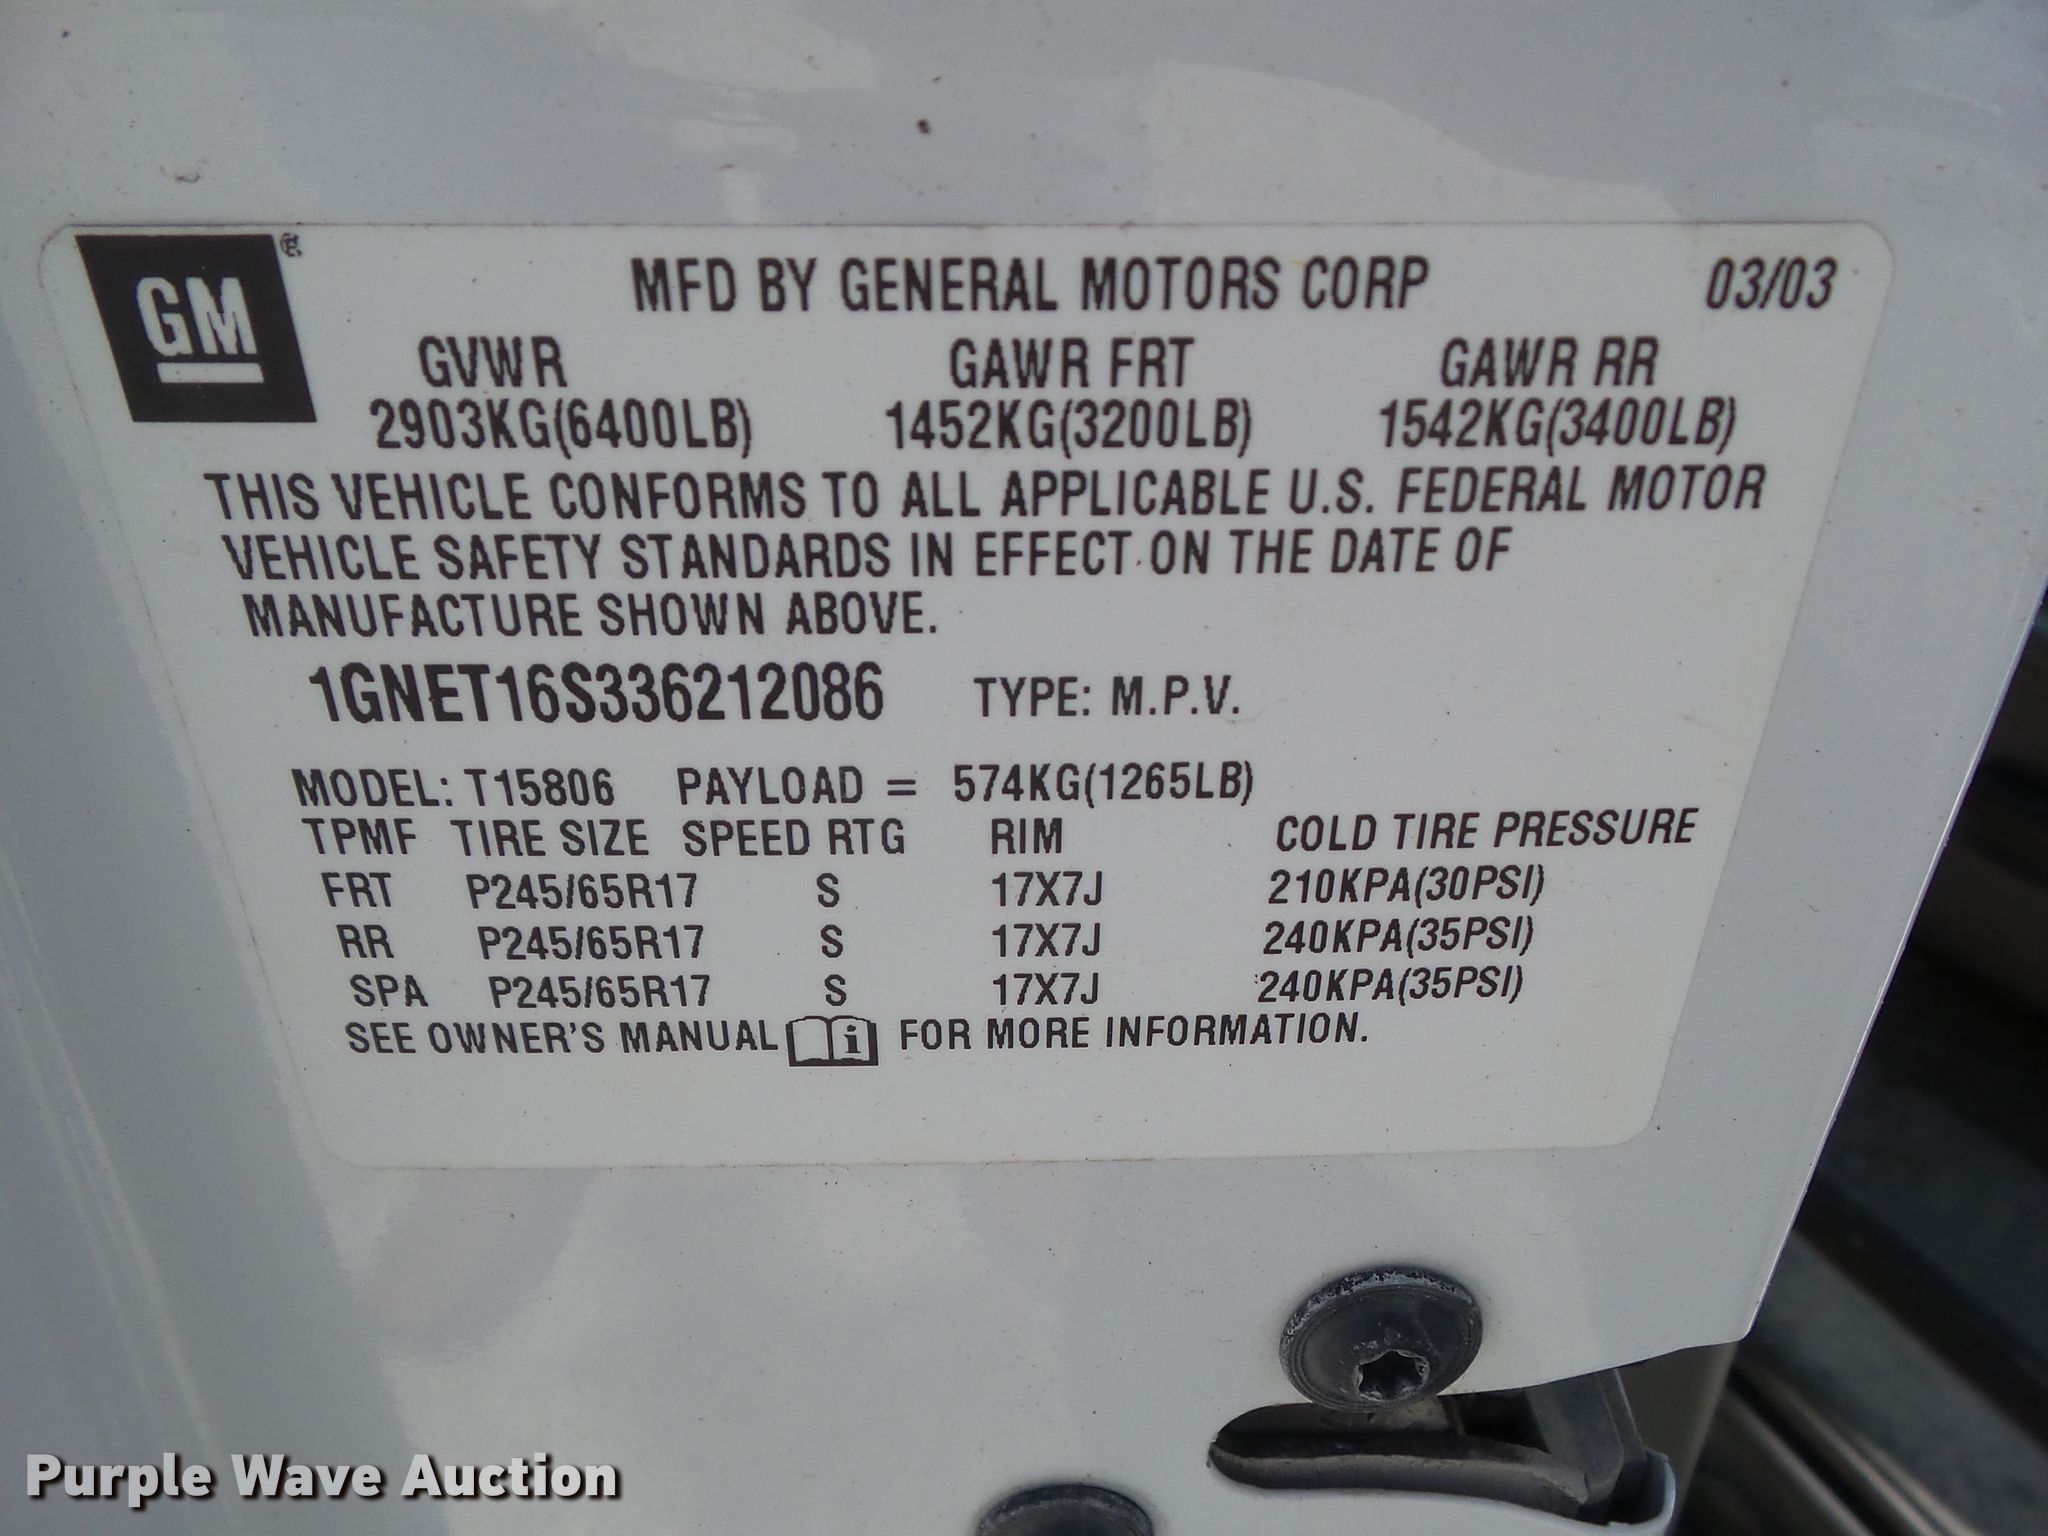 GM®
MFD BY GENERAL MOTORS CORP 03/03
GVWR GAWR FRT GAWR RR
2903KG(6400LB) 1452KG(3200LB) 1542KG(3400LB)
THIS VEHICLE CONFORMS TO ALL APPLICABLE U.S. FEDERAL MOTOR
VEHICLE SAFETY STANDARDS IN EFFECT ON THE DATE OF
MANUFACTURE SHOWN ABOVE.
1GNET16S336212086 TYPE: M.P.V.
MODEL: T15806 PAYLOAD = 574KG(1265LB)
TPMF TIRE SIZE SPEED RTG RIM COLD TIRE PRESSURE
FRT P245/65R17 S 17X7J 210KPA(30PSI)
RR P245/65R17 S 17X7J 240KPA(35PSI)
SPA P245/65R17 S 17X7J 240KPA(35PSI)
SEE OWNER'S MANUAL i FOR MORE INFORMATION.
Purple Wave Auction